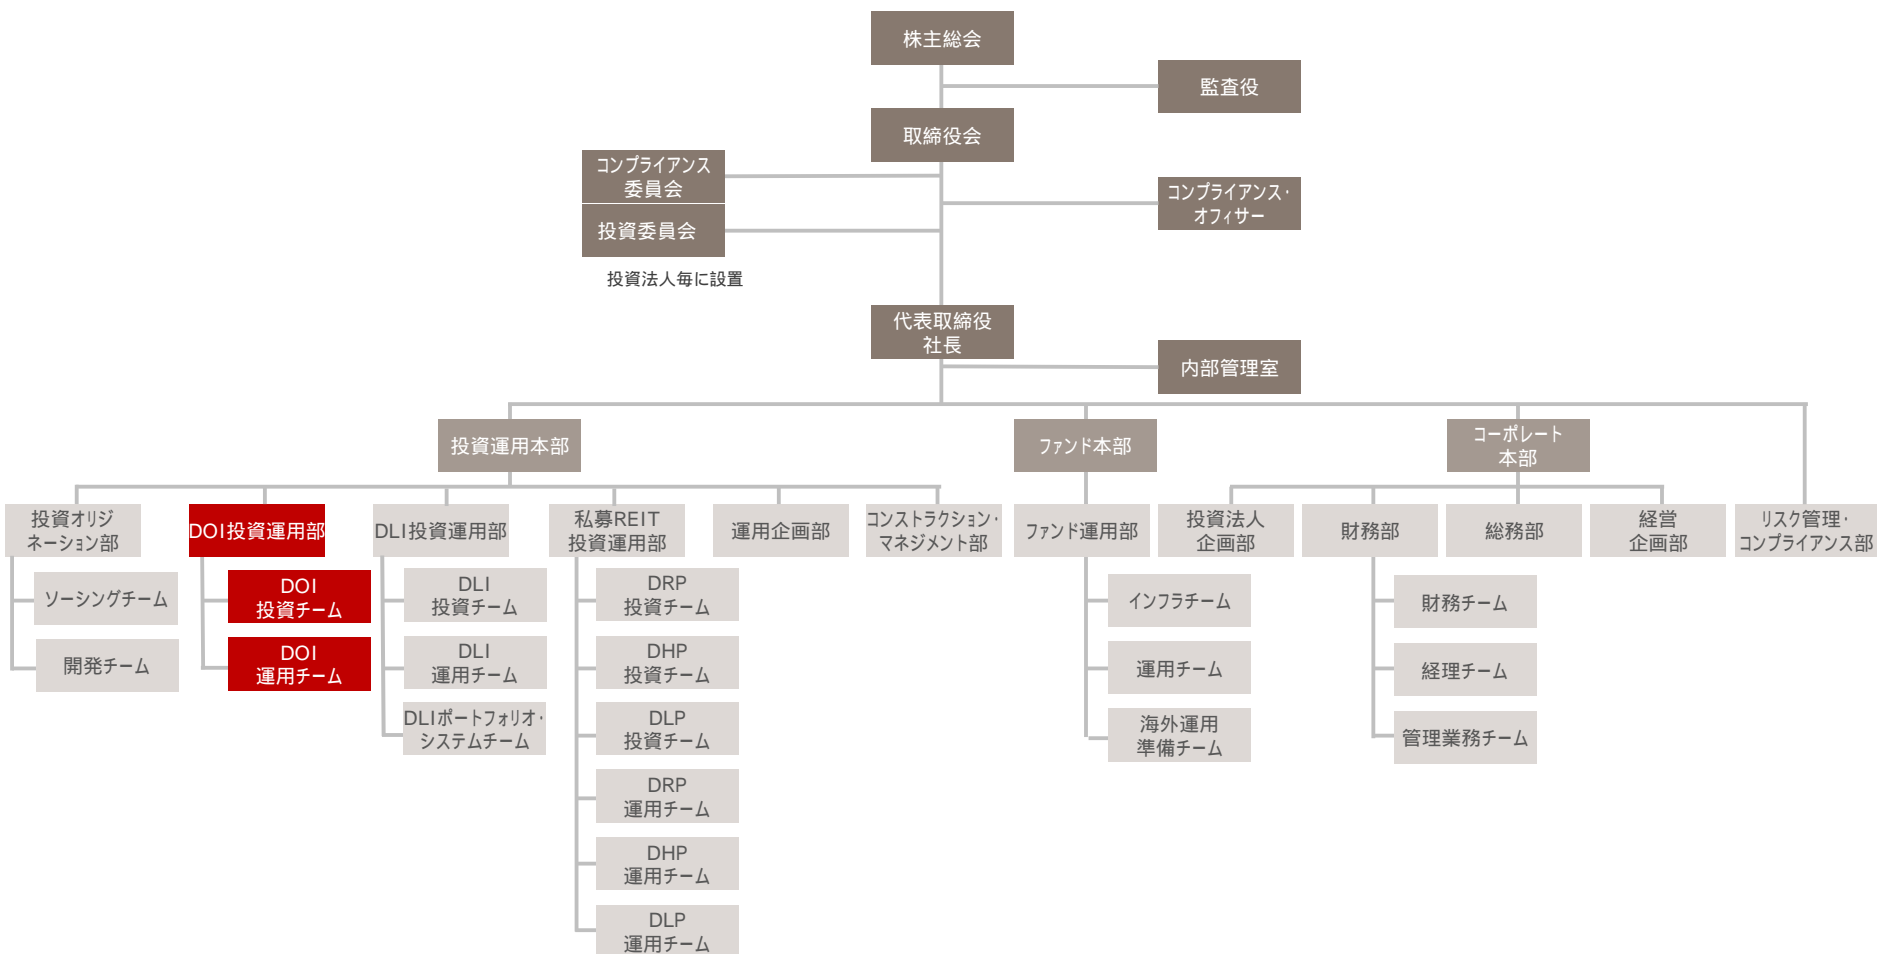 株主総会
監査役
取締役会
コンプライアンス
委員会
コンプライアンス・
オフィサー
投資委員会
投資法人毎に設置
代表取締役
社長
内部管理室
投資運用本部
ファンド本部
コーポレート
本部
投資オリジ
ネーション部
DOI投資運用部
DLI投資運用部
私募REIT
投資運用部
運用企画部
コンストラクション・
マネジメント部
ファンド運用部
投資法人
企画部
財務部
総務部
経営
企画部
リスク管理・
コンプライアンス部
ソーシングチーム
開発チーム
DOI
投資チーム
DOI
運用チーム
DLI
投資チーム
DLI
運用チーム
DLIポートフォリオ・
システムチーム
DRP
投資チーム
DHP
投資チーム
DLP
投資チーム
DRP
運用チーム
DHP
運用チーム
DLP
運用チーム
インフラチーム
運用チーム
海外運用
準備チーム
財務チーム
経理チーム
管理業務チーム